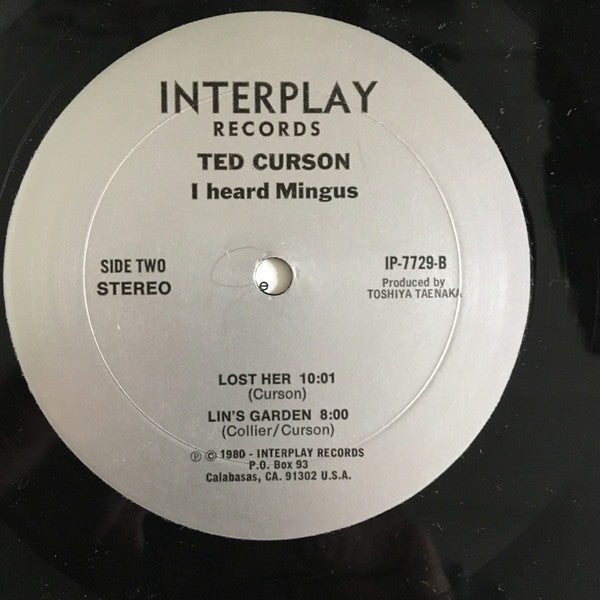 INTERPLAY
RECORDS
TED CURSON
I heard Mingus
SIDE TWO
STEREO
IP-7729-B
Produced by
TOSHIYA TAENAKA
e
LOST HER 10:01
(Curson)
LIN'S GARDEN 8:00
(Collier/Curson)
℗ © 1980 - INTERPLAY RECORDS
P.O. Box 93
Calabasas, CA. 91302 U.S.A.